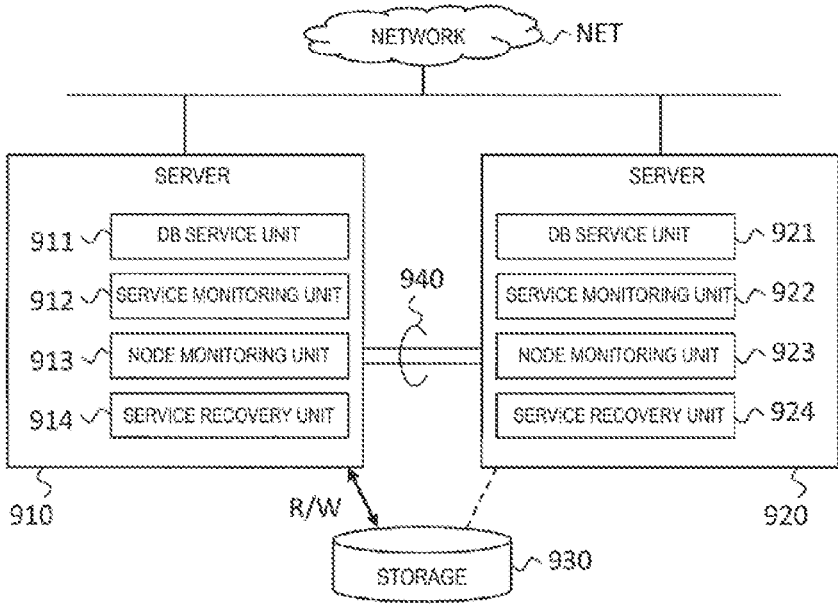 NETWORK
NET
SERVER
SERVER
911
DB SERVICE UNIT
DB SERVICE UNIT
921
912
SERVICE MONITORING UNIT
940
SERVICE MONITORING UNIT
922
913
NODE MONITORING UNIT
NODE MONITORING UNIT
923
914
SERVICE RECOVERY UNIT
SERVICE RECOVERY UNIT
924
910
R/W
920
STORAGE
930